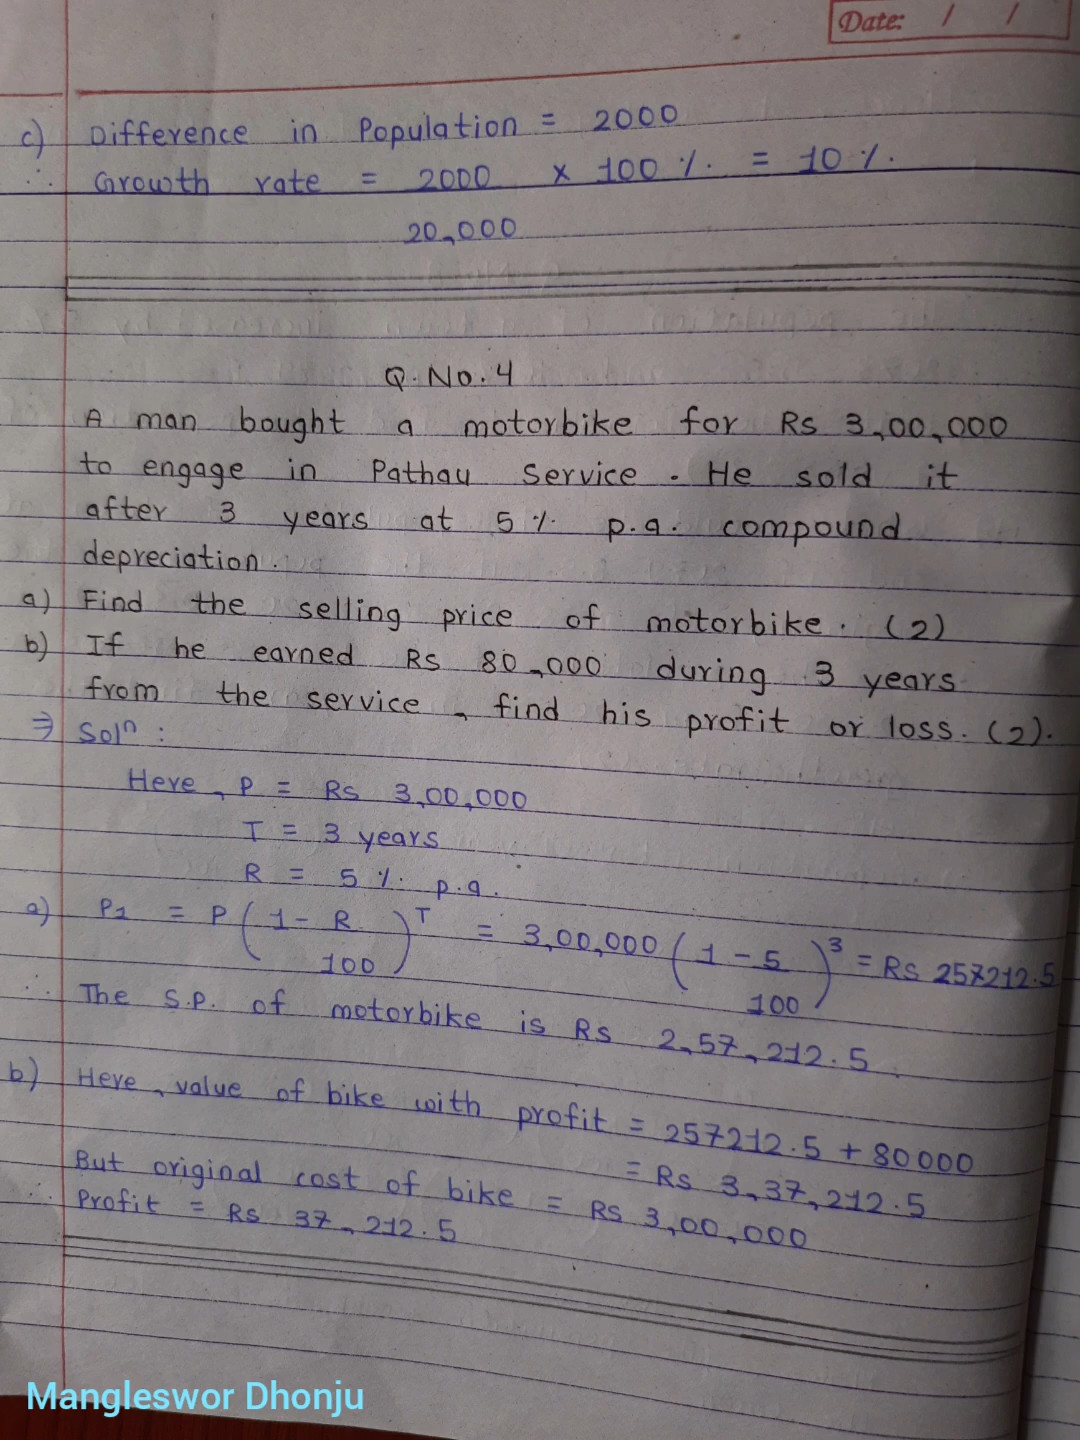 Date: / /
c) Difference in Population = 2000
∴ Growth rate = 2000 × 100 % = 10 %.
20,000
Q. No. 4
A man bought a motorbike for Rs 3,00,000
to engage in Pathau Service. He sold it
after 3 years at 5 % p.a. compound
depreciation.
a) Find the selling price of motorbike. (2)
b) If he earned Rs 80,000 during 3 years
from the service, find his profit or loss. (2).
⇒ Solⁿ :
Here, P = Rs 3,00,000
T = 3 years
R = 5 % p.a.
a) P1 = P (1 - R/100)^T = 3,00,000 (1 - 5/100)^3 = Rs 257212.5
∴ The S.P. of motorbike is Rs 2,57,212.5.
b) Here, value of bike with profit = 257212.5 + 80000
= Rs 3,37,212.5
But original cost of bike = Rs 3,00,000
∴ Profit = Rs 37,212.5
Mangleswor Dhonju